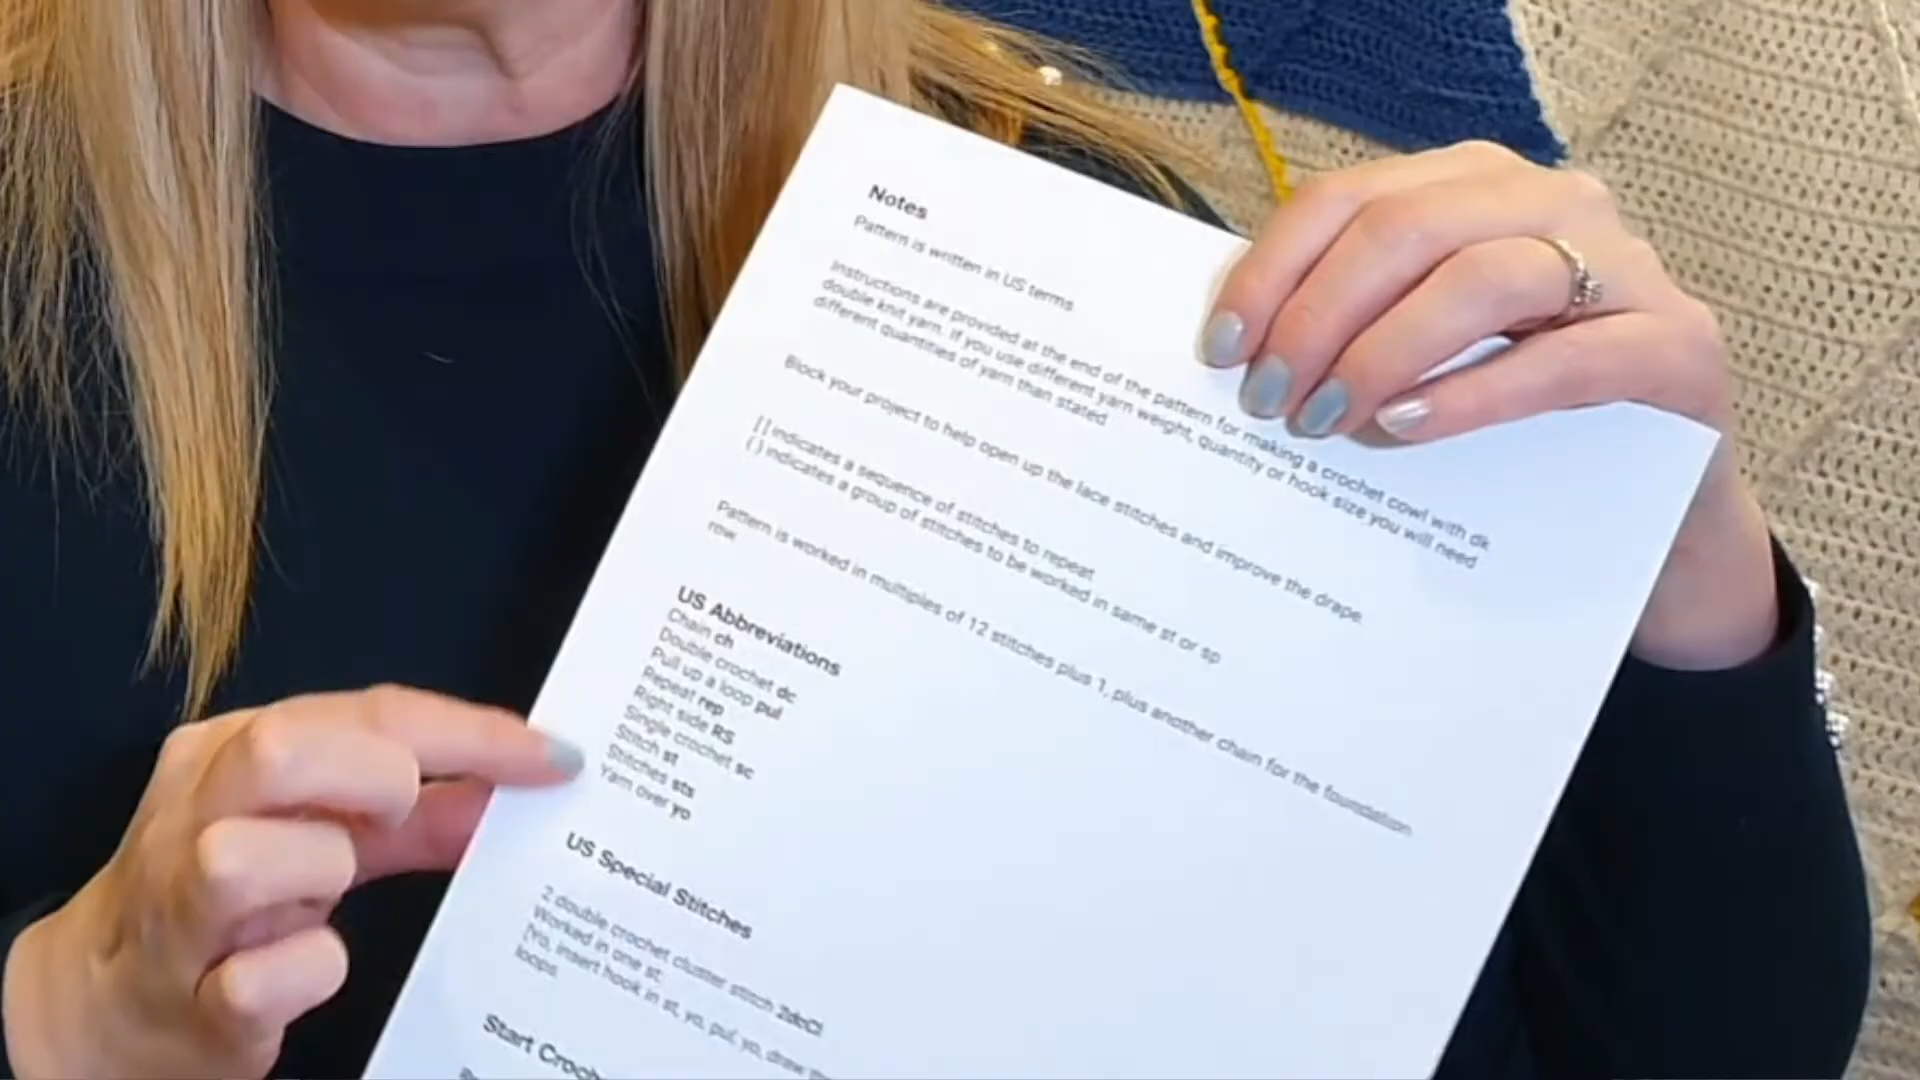 Notes
Pattern is written in US terms
Instructions are provided at the end of the pattern for making a crochet cowl with dk
double knit yarn. If you use different yarn weight, quantity or hook size you will need
different quantities of yarn than stated
Block your project to help open up the lace stitches and improve the drape.
[ ] indicates a sequence of stitches to repeat
( ) indicates a group of stitches to be worked in same st or sp
Pattern is worked in multiples of 12 stitches plus 1, plus another chain for the foundation
row.
US Abbreviations
Chain ch
Double crochet dc
Pull up a loop pul
Repeat rep
Right side RS
Single crochet sc
Stitch st
Stitches sts
Yarn over yo
US Special Stitches
2 double crochet cluster stitch 2dcCl
Worked in one st:
[Yo, insert hook in st, yo, pul, yo, draw
loops.
Start